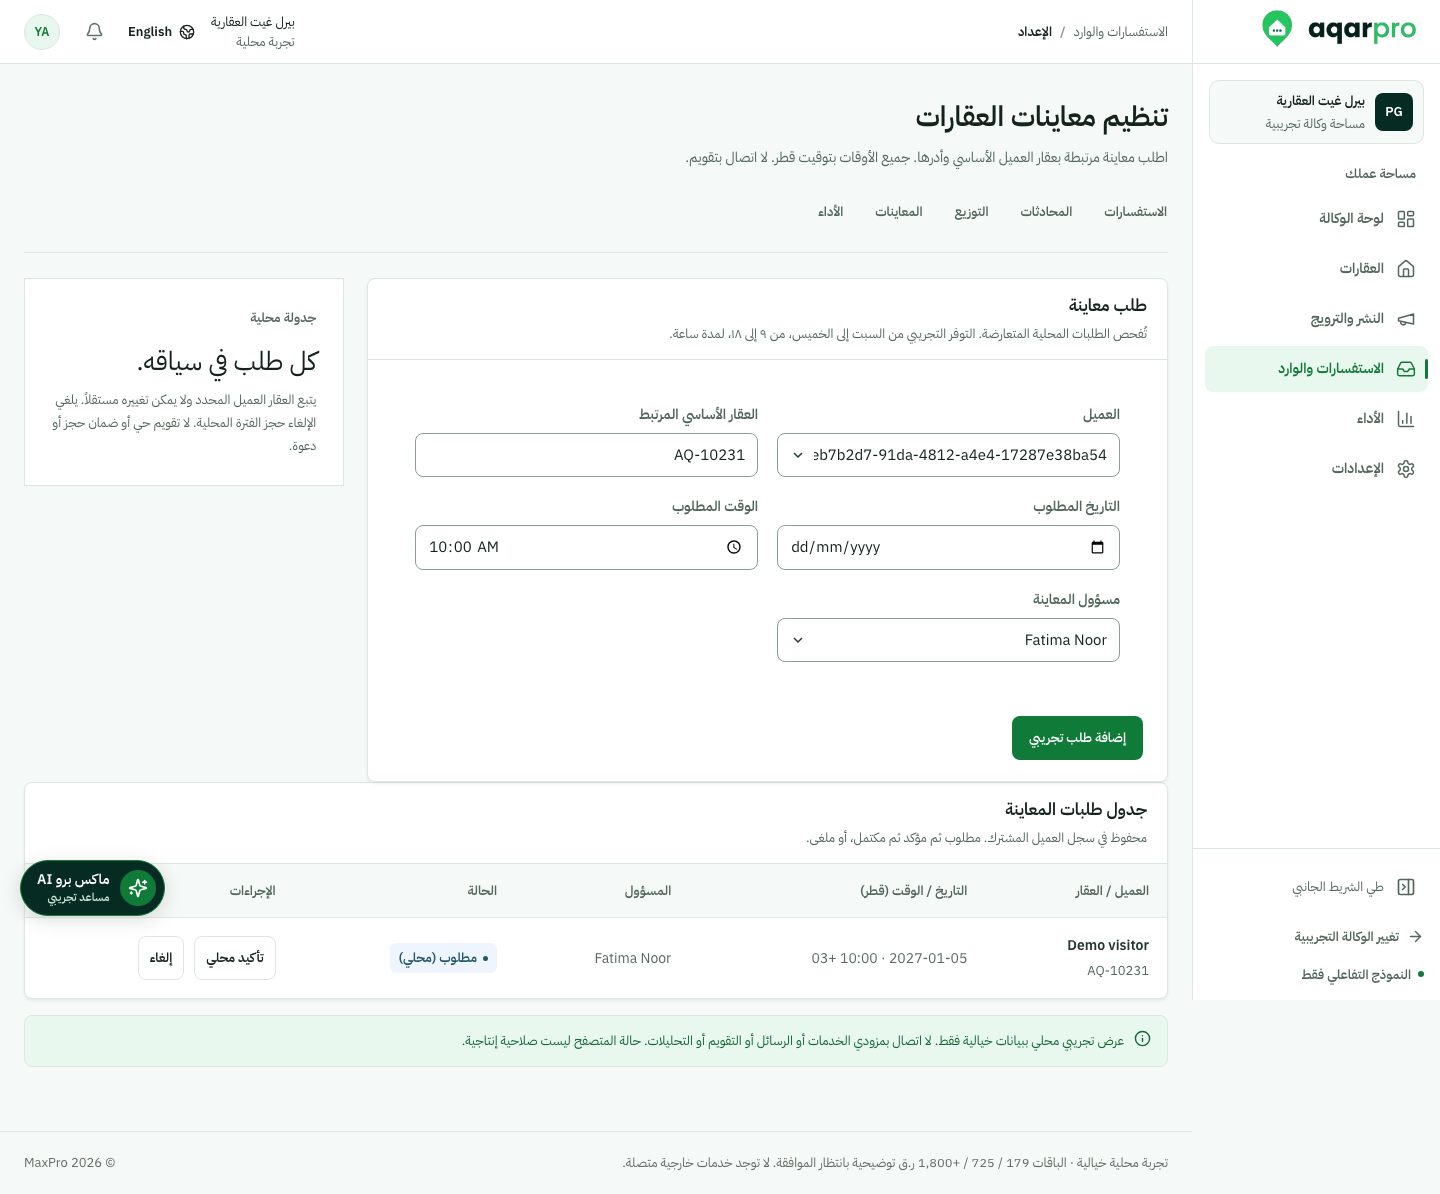 aqarpro
الاستفسارات والوارد / الإعداد
بيرل غيت العقارية
تجربة محلية
English
YA
PG
بيرل غيت العقارية
مساحة وكالة تجريبية
مساحة عملك
لوحة الوكالة
العقارات
النشر والترويج
الاستفسارات والوارد
الأداء
الإعدادات
طي الشريط الجانبي
تغيير الوكالة التجريبية
النموذج التفاعلي فقط
تنظيم معاينات العقارات
اطلب معاينة مرتبطة بعقار العميل الأساسي وأدرها. جميع الأوقات بتوقيت قطر. لا اتصال بتقويم.
الاستفسارات
المحادثات
التوزيع
المعاينات
الأداء
طلب معاينة
تُفحص الطلبات المحلية المتعارضة. التوفر التجريبي من السبت إلى الخميس، من ٩ إلى ١٨، لمدة ساعة.
العميل
eb7b2d7-91da-4812-a4e4-17287e38ba54
العقار الأساسي المرتبط
AQ-10231
التاريخ المطلوب
dd/mm/yyyy
الوقت المطلوب
10:00 AM
مسؤول المعاينة
Fatima Noor
إضافة طلب تجريبي
جدولة محلية
كل طلب في سياقه.
يتبع العقار العميل المحدد ولا يمكن تغييره مستقلاً. يلغي
الإلغاء حجز الفترة المحلية. لا تقويم حي أو ضمان حجز أو
دعوة.
جدول طلبات المعاينة
محفوظ في سجل العميل المشترك. مطلوب ثم مؤكد ثم مكتمل، أو ملغى.
العميل / العقار
التاريخ / الوقت (قطر)
المسؤول
الحالة
الإجراءات
Demo visitor
AQ-10231
03+ 10:00 · 2027-01-05
Fatima Noor
مطلوب (محلي)
تأكيد محلي
إلغاء
ماكس برو AI
مساعد تجريبي
عرض تجريبي محلي ببيانات خيالية فقط. لا اتصال بمزودي الخدمات أو الرسائل أو التقويم أو التحليلات. حالة المتصفح ليست صلاحية إنتاجية.
تجربة محلية خيالية · الباقات 179 / 725 / +1,800 ر.ق توضيحية بانتظار الموافقة. لا توجد خدمات خارجية متصلة.
© 2026 MaxPro